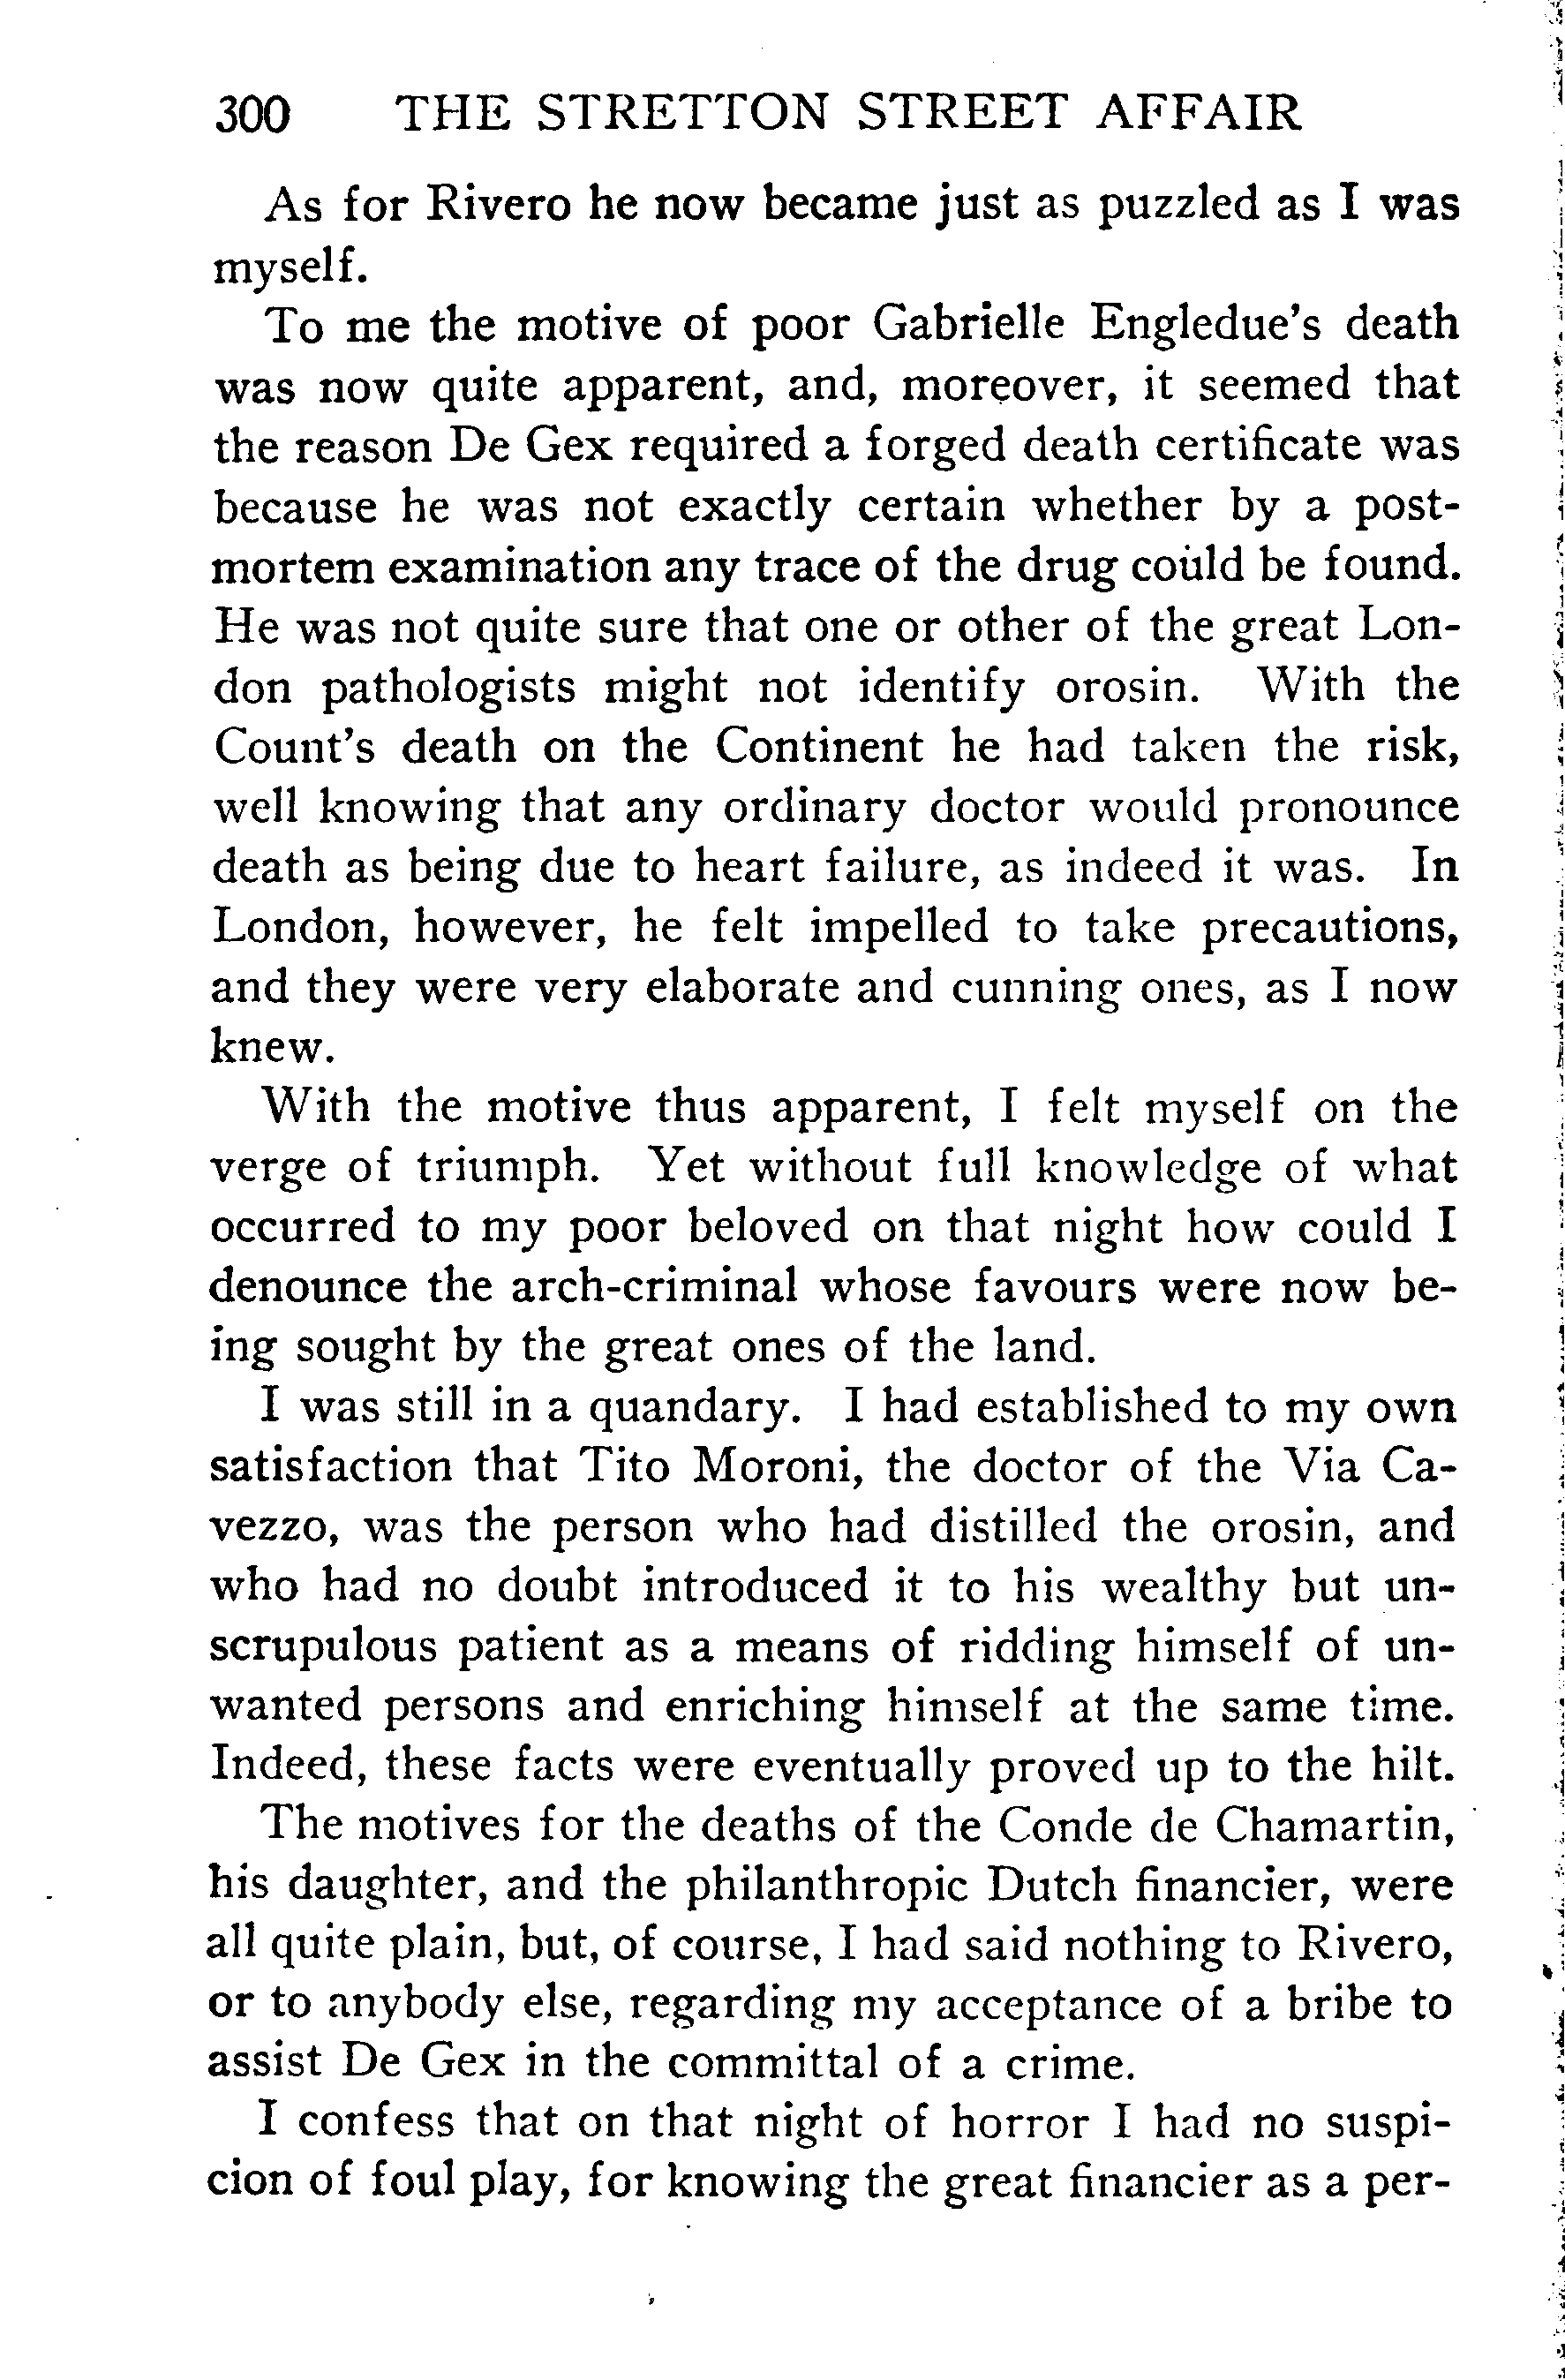 300 THE STRETTON STREET AFFAIR
As for Rivero he now became just as puzzled as I was
myself.
To me the motive of poor Gabrielle Engledue's death
was now quite apparent, and, moreover, it seemed that
the reason De Gex required a forged death certificate was
because he was not exactly certain whether by a post-
mortem examination any trace of the drug could be found.
He was not quite sure that one or other of the great Lon-
don pathologists might not identify orosin. With the
Count's death on the Continent he had taken the risk,
well knowing that any ordinary doctor would pronounce
death as being due to heart failure, as indeed it was. In
London, however, he felt impelled to take precautions,
and they were very elaborate and cunning ones, as I now
knew.
With the motive thus apparent, I felt myself on the
verge of triumph. Yet without full knowledge of what
occurred to my poor beloved on that night how could I
denounce the arch-criminal whose favours were now be-
ing sought by the great ones of the land.
I was still in a quandary. I had established to my own
satisfaction that Tito Moroni, the doctor of the Via Ca-
vezzo, was the person who had distilled the orosin, and
who had no doubt introduced it to his wealthy but un-
scrupulous patient as a means of ridding himself of un-
wanted persons and enriching himself at the same time.
Indeed, these facts were eventually proved up to the hilt.
The motives for the deaths of the Conde de Chamartin,
his daughter, and the philanthropic Dutch financier, were
all quite plain, but, of course, I had said nothing to Rivero,
or to anybody else, regarding my acceptance of a bribe to
assist De Gex in the committal of a crime.
I confess that on that night of horror I had no suspi-
cion of foul play, for knowing the great financier as a per-